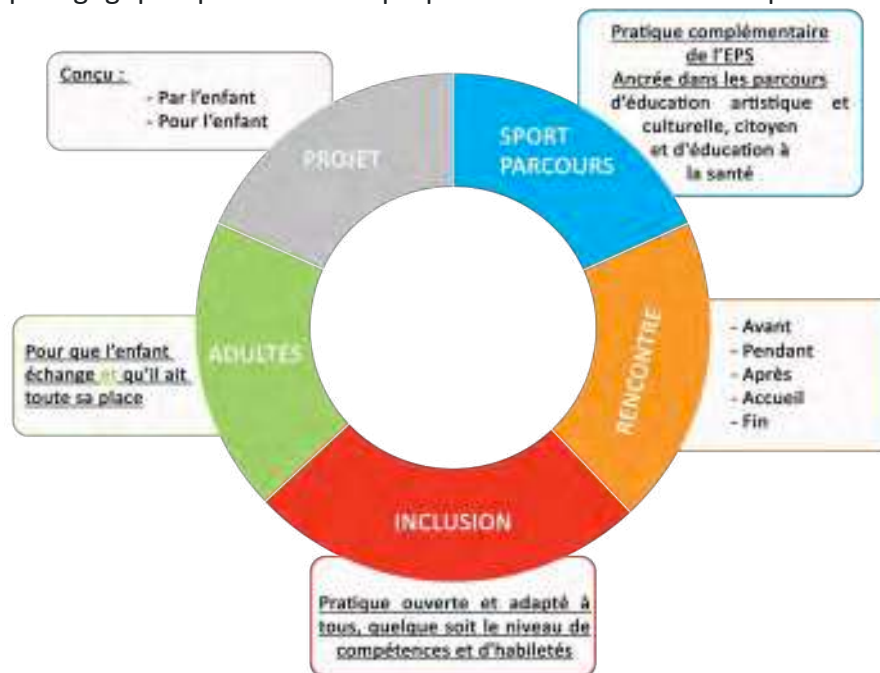 Conçu :
- Par l'enfant
- Pour l'enfant
Pratique complémentaire
de l'EPS
Ancrée dans les parcours
d'éducation artistique et
culturelle, citoyen
et d'éducation à
la santé
PROJET
SPORT
PARCOURS
RENCONTRE
- Avant
- Pendant
- Après
- Accueil
- Fin
ADULTES
Pour que l'enfant
échange et qu'il ait
toute sa place
INCLUSION
Pratique ouverte et adapté à
tous, quelque soit le niveau de
compétences et d'habiletés